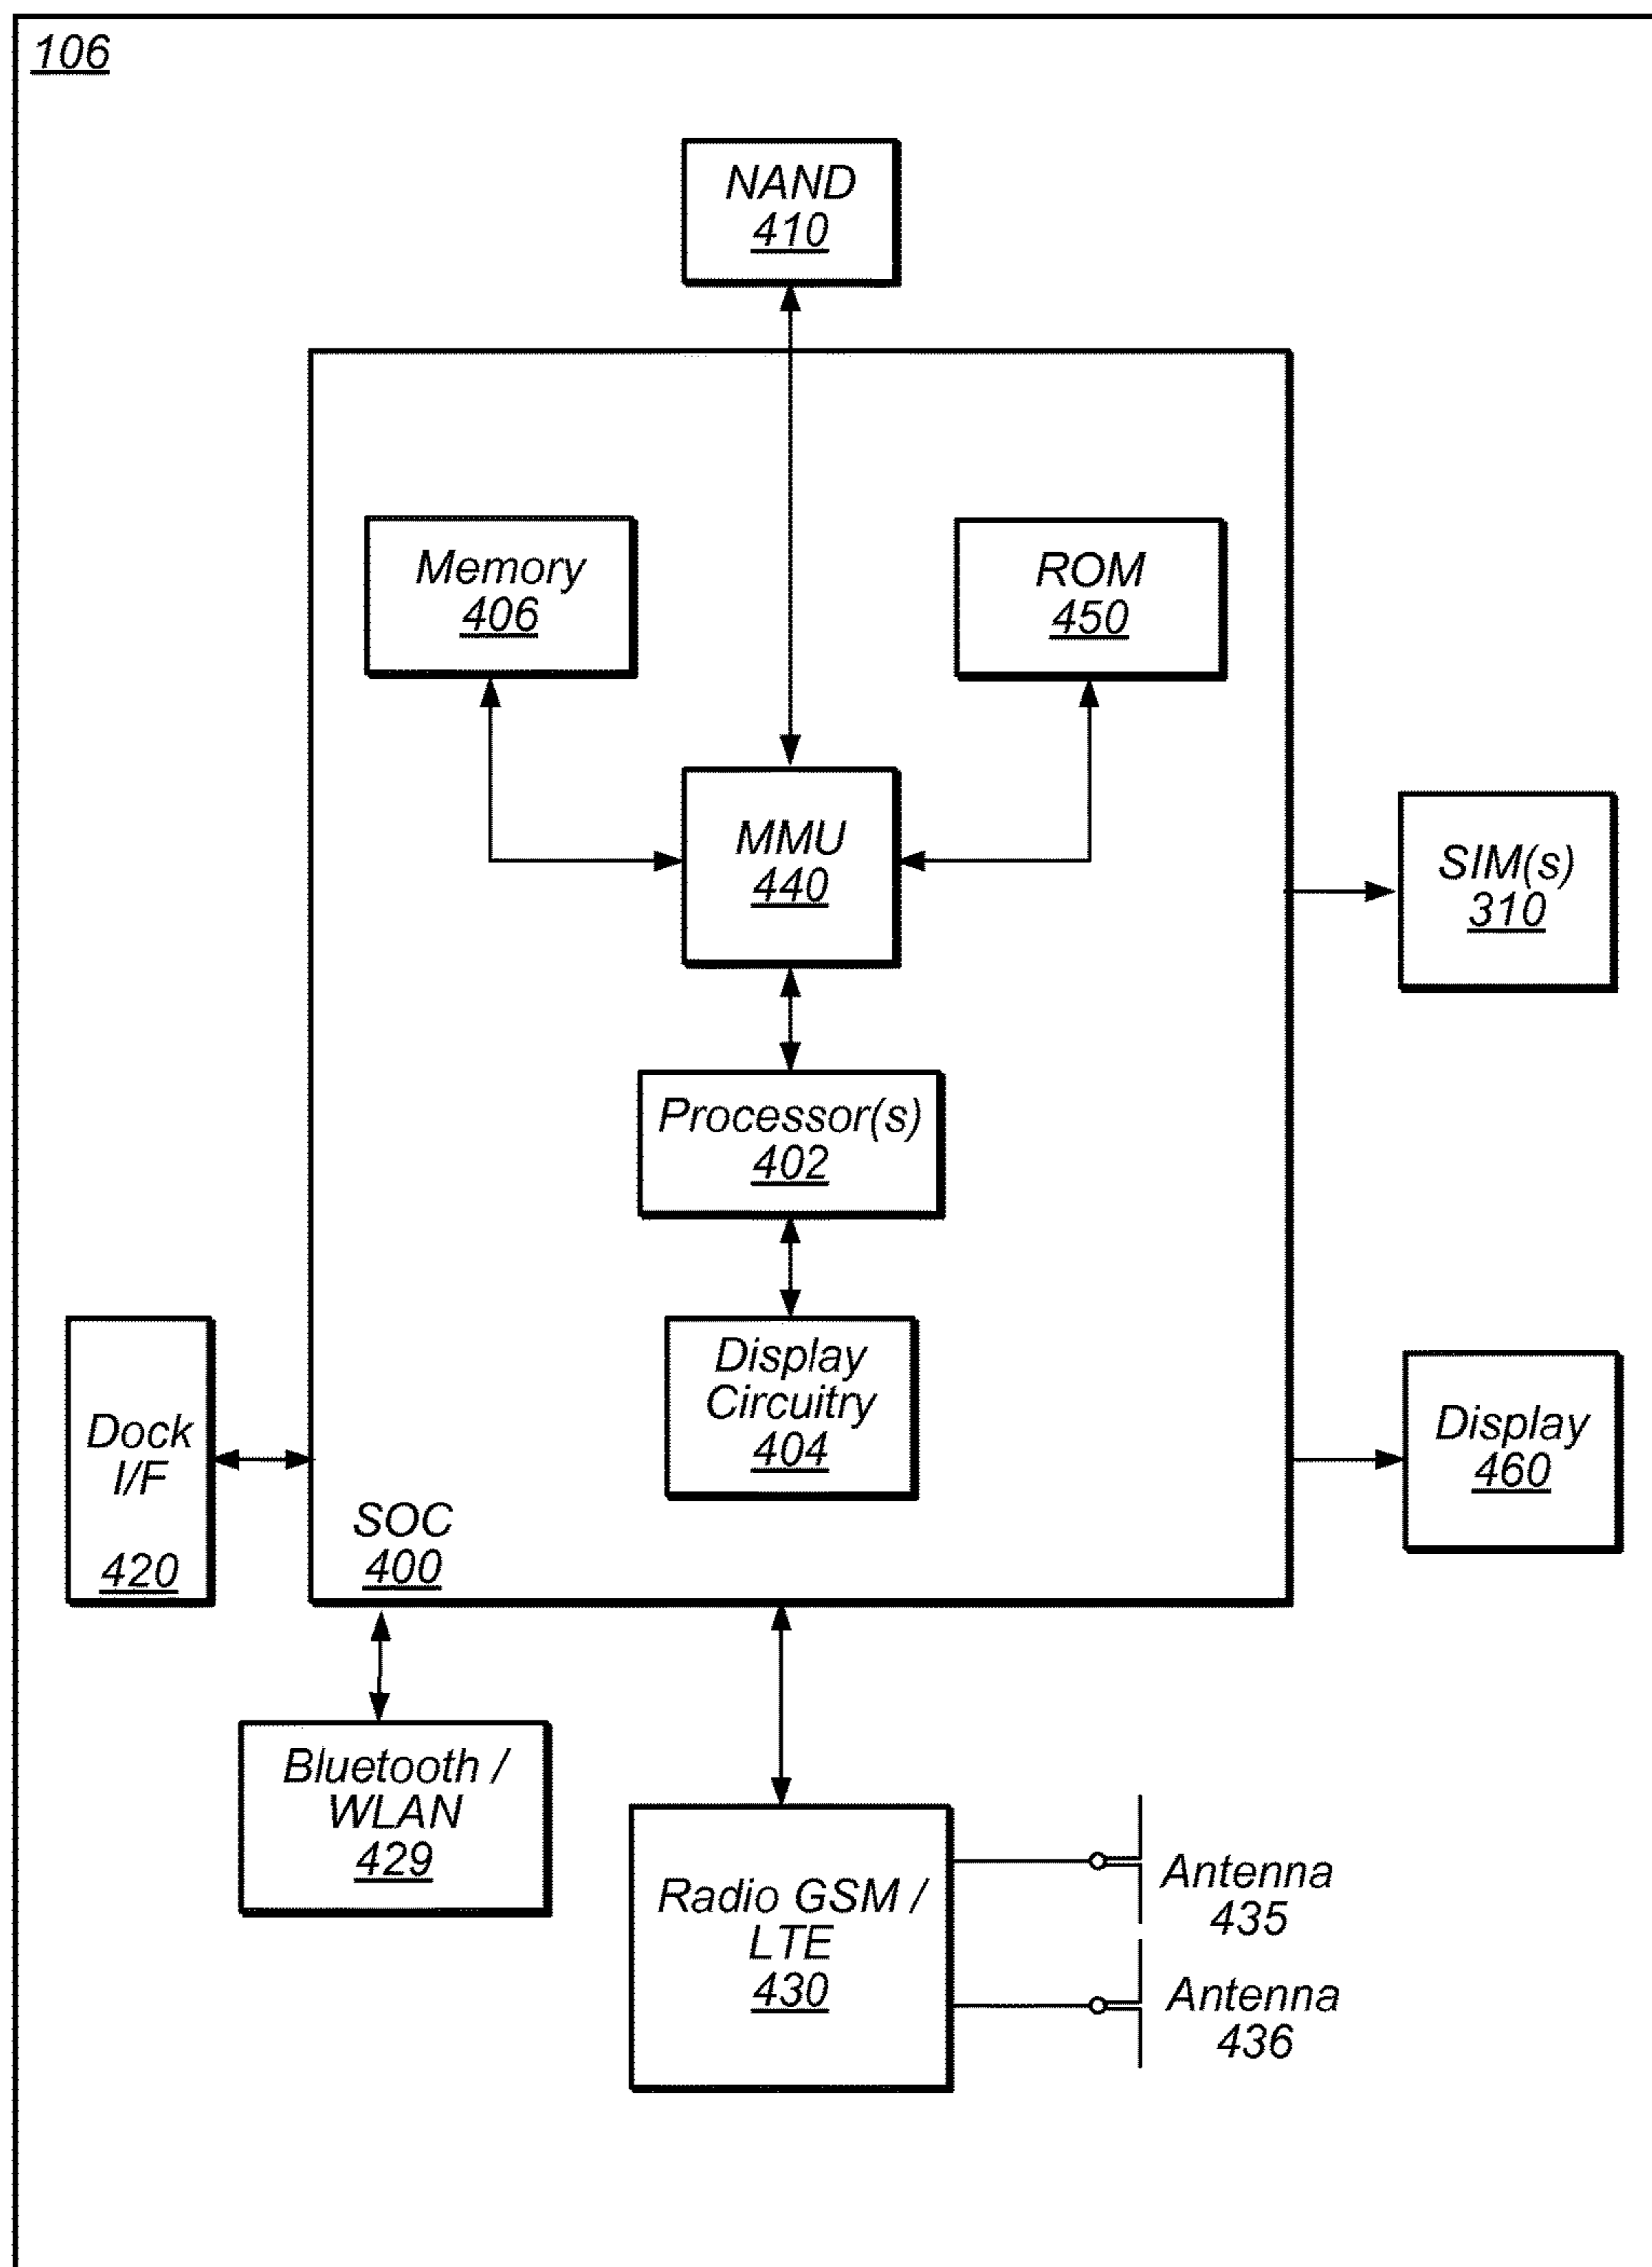 106
NAND
410
Memory
406
ROM
450
MMU
440
SIM(s)
310
Processor(s)
402
Display
Circuitry
404
Dock
I/F
420
Display
460
SOC
400
Bluetooth /
WLAN
429
Radio GSM /
LTE
430
Antenna
435
Antenna
436